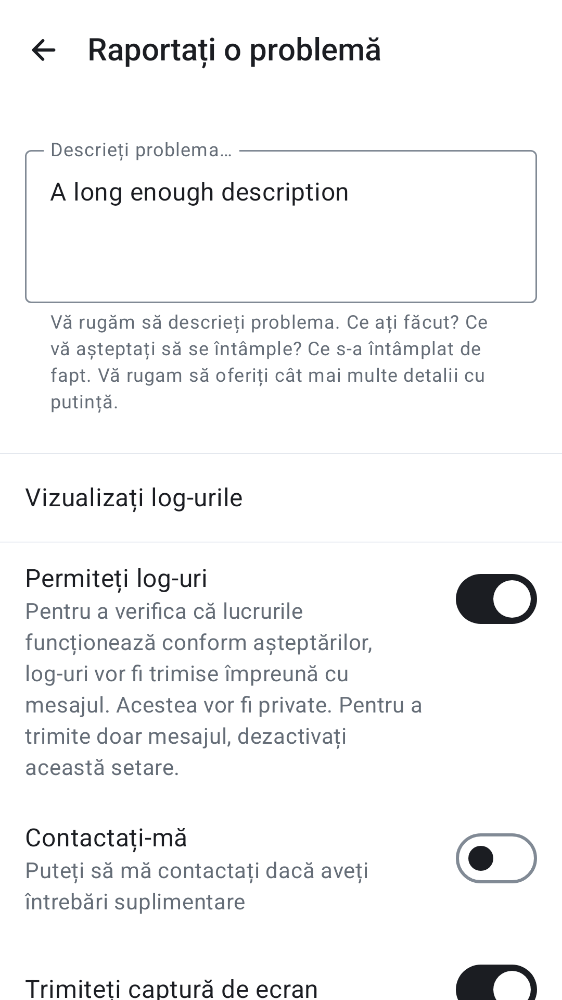 Raportați o problemă
Descrieți problema…
A long enough description
Vă rugăm să descrieți problema. Ce ați făcut? Ce
vă așteptați să se întâmple? Ce s-a întâmplat de
fapt. Vă rugam să oferiți cât mai multe detalii cu
putință.
Vizualizați log-urile
Permiteți log-uri
Pentru a verifica că lucrurile
funcționează conform așteptărilor,
log-uri vor fi trimise împreună cu
mesajul. Acestea vor fi private. Pentru a
trimite doar mesajul, dezactivați
această setare.
Contactați-mă
Puteți să mă contactați dacă aveți
întrebări suplimentare
Trimiteți captură de ecran